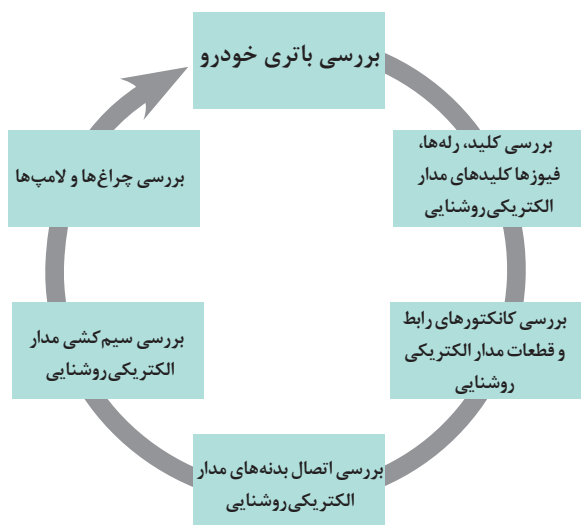 بررسی باتری خودرو
بررسی کلید، رله‌ها،
فیوزها کلیدهای مدار
الکتریکی روشنایی
بررسی کانکتورهای رابط
و قطعات مدار الکتریکی
روشنایی
بررسی اتصال بدنه‌های مدار
الکتریکی روشنایی
بررسی سیم‌کشی مدار
الکتریکی روشنایی
بررسی چراغ‌ها و لامپ‌ها